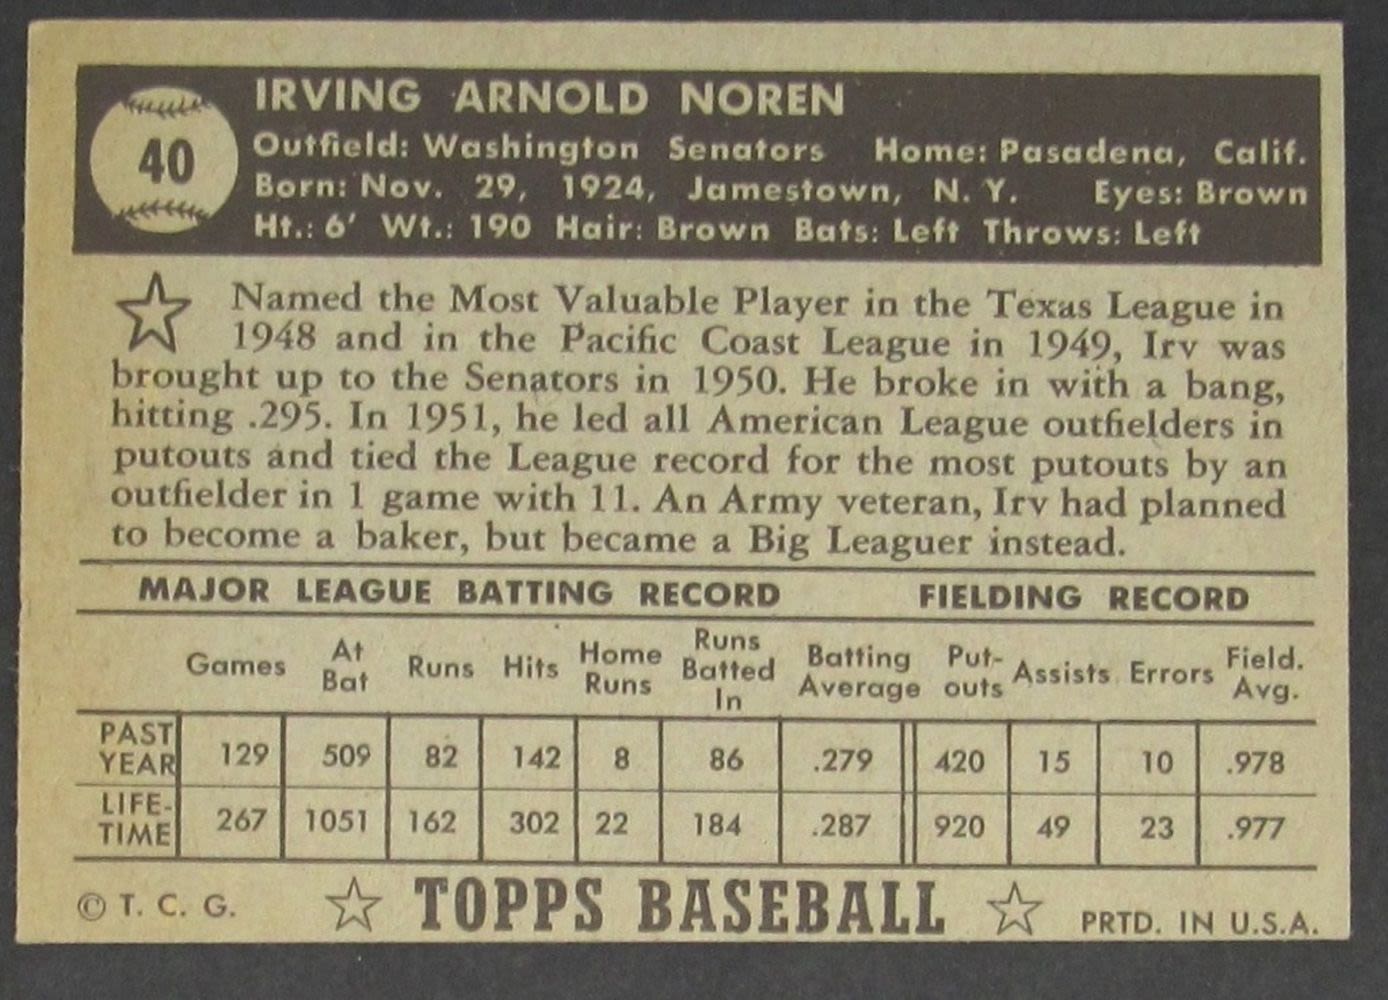 40
IRVING ARNOLD NOREN
Outfield: Washington Senators Home: Pasadena, Calif.
Born: Nov. 29, 1924, Jamestown, N. Y. Eyes: Brown
Ht.: 6' Wt.: 190 Hair: Brown Bats: Left Throws: Left
Named the Most Valuable Player in the Texas League in
1948 and in the Pacific Coast League in 1949, Irv was
brought up to the Senators in 1950. He broke in with a bang,
hitting .295. In 1951, he led all American League outfielders in
putouts and tied the League record for the most putouts by an
outfielder in 1 game with 11. An Army veteran, Irv had planned
to become a baker, but became a Big Leaguer instead.
MAJOR LEAGUE BATTING RECORD FIELDING RECORD
Games At Bat Runs Hits Home Runs Runs Batted In Batting Average Put-outs Assists Errors Field. Avg.
PAST YEAR 129 509 82 142 8 86 .279 420 15 10 .978
LIFE-TIME 267 1051 162 302 22 184 .287 920 49 23 .977
© T. C. G. TOPPS BASEBALL PRTD. IN U.S.A.